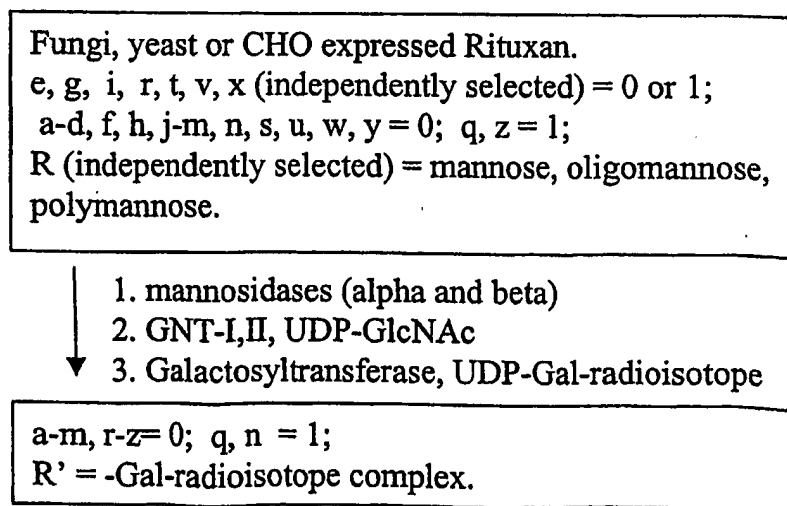 Fungi, yeast or CHO expressed Rituxan.
e, g, i, r, t, v, x (independently selected) = 0 or 1;
a-d, f, h, j-m, n, s, u, w, y = 0; q, z = 1;
R (independently selected) = mannose, oligomannose,
polymannose.
1. mannosidases (alpha and beta)
2. GNT-I,II, UDP-GlcNAc
3. Galactosyltransferase, UDP-Gal-radioisotope
a-m, r-z= 0; q, n = 1;
R' = -Gal-radioisotope complex.